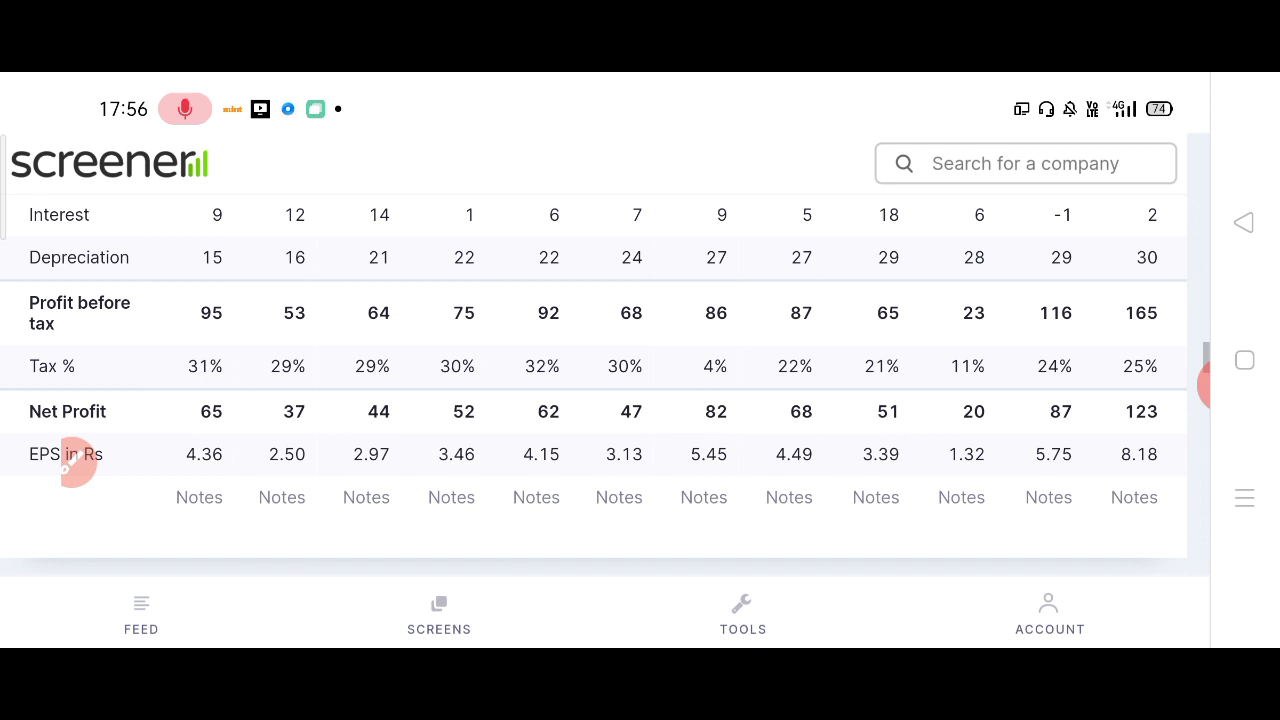 17:56
4G
VO
LTE
74
screener
Search for a company
Interest 9 12 14 1 6 7 9 5 18 6 -1 2
Depreciation 15 16 21 22 22 24 27 27 29 28 29 30
Profit before
tax 95 53 64 75 92 68 86 87 65 23 116 165
Tax % 31% 29% 29% 30% 32% 30% 4% 22% 21% 11% 24% 25%
Net Profit 65 37 44 52 62 47 82 68 51 20 87 123
EPS in Rs 4.36 2.50 2.97 3.46 4.15 3.13 5.45 4.49 3.39 1.32 5.75 8.18
Notes Notes Notes Notes Notes Notes Notes Notes Notes Notes Notes Notes
FEED SCREENS TOOLS ACCOUNT